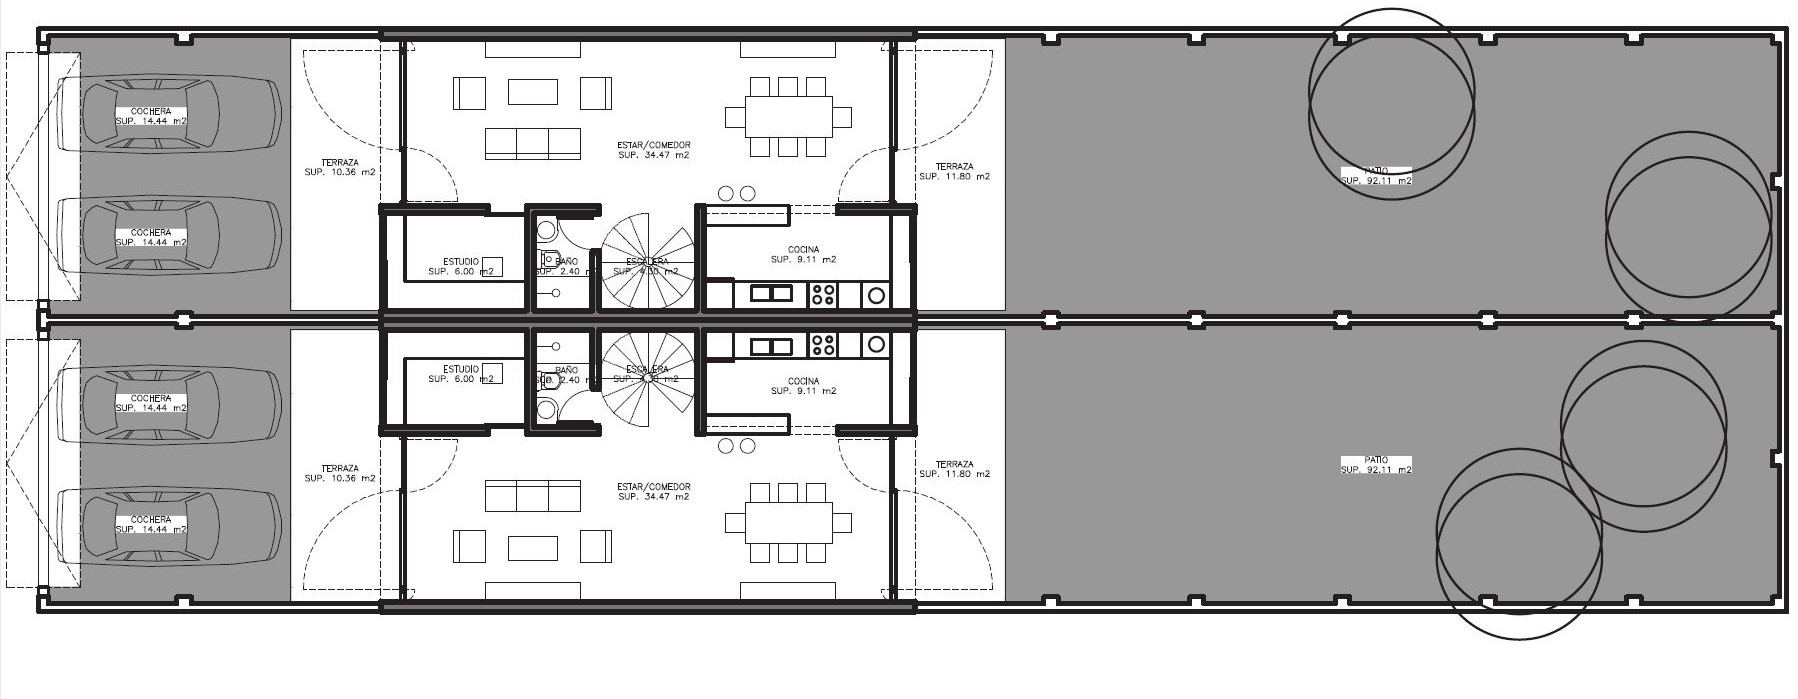 COCHERA
SUP. 14.44 m2
TERRAZA
SUP. 10.36 m2
ESTAR/COMEDOR
SUP. 34.47 m2
TERRAZA
SUP. 11.80 m2
PATIO
SUP. 92.11 m2
COCHERA
SUP. 14.44 m2
ESTUDIO
SUP. 6.00 m2
BAÑO
SUP. 2.40 m2
ESCALERA
SUP. 4.30 m2
COCINA
SUP. 9.11 m2
COCHERA
SUP. 14.44 m2
ESTUDIO
SUP. 6.00 m2
BAÑO
SUP. 2.40 m2
ESCALERA
SUP. 4.30 m2
COCINA
SUP. 9.11 m2
TERRAZA
SUP. 10.36 m2
ESTAR/COMEDOR
SUP. 34.47 m2
TERRAZA
SUP. 11.80 m2
PATIO
SUP. 92.11 m2
COCHERA
SUP. 14.44 m2